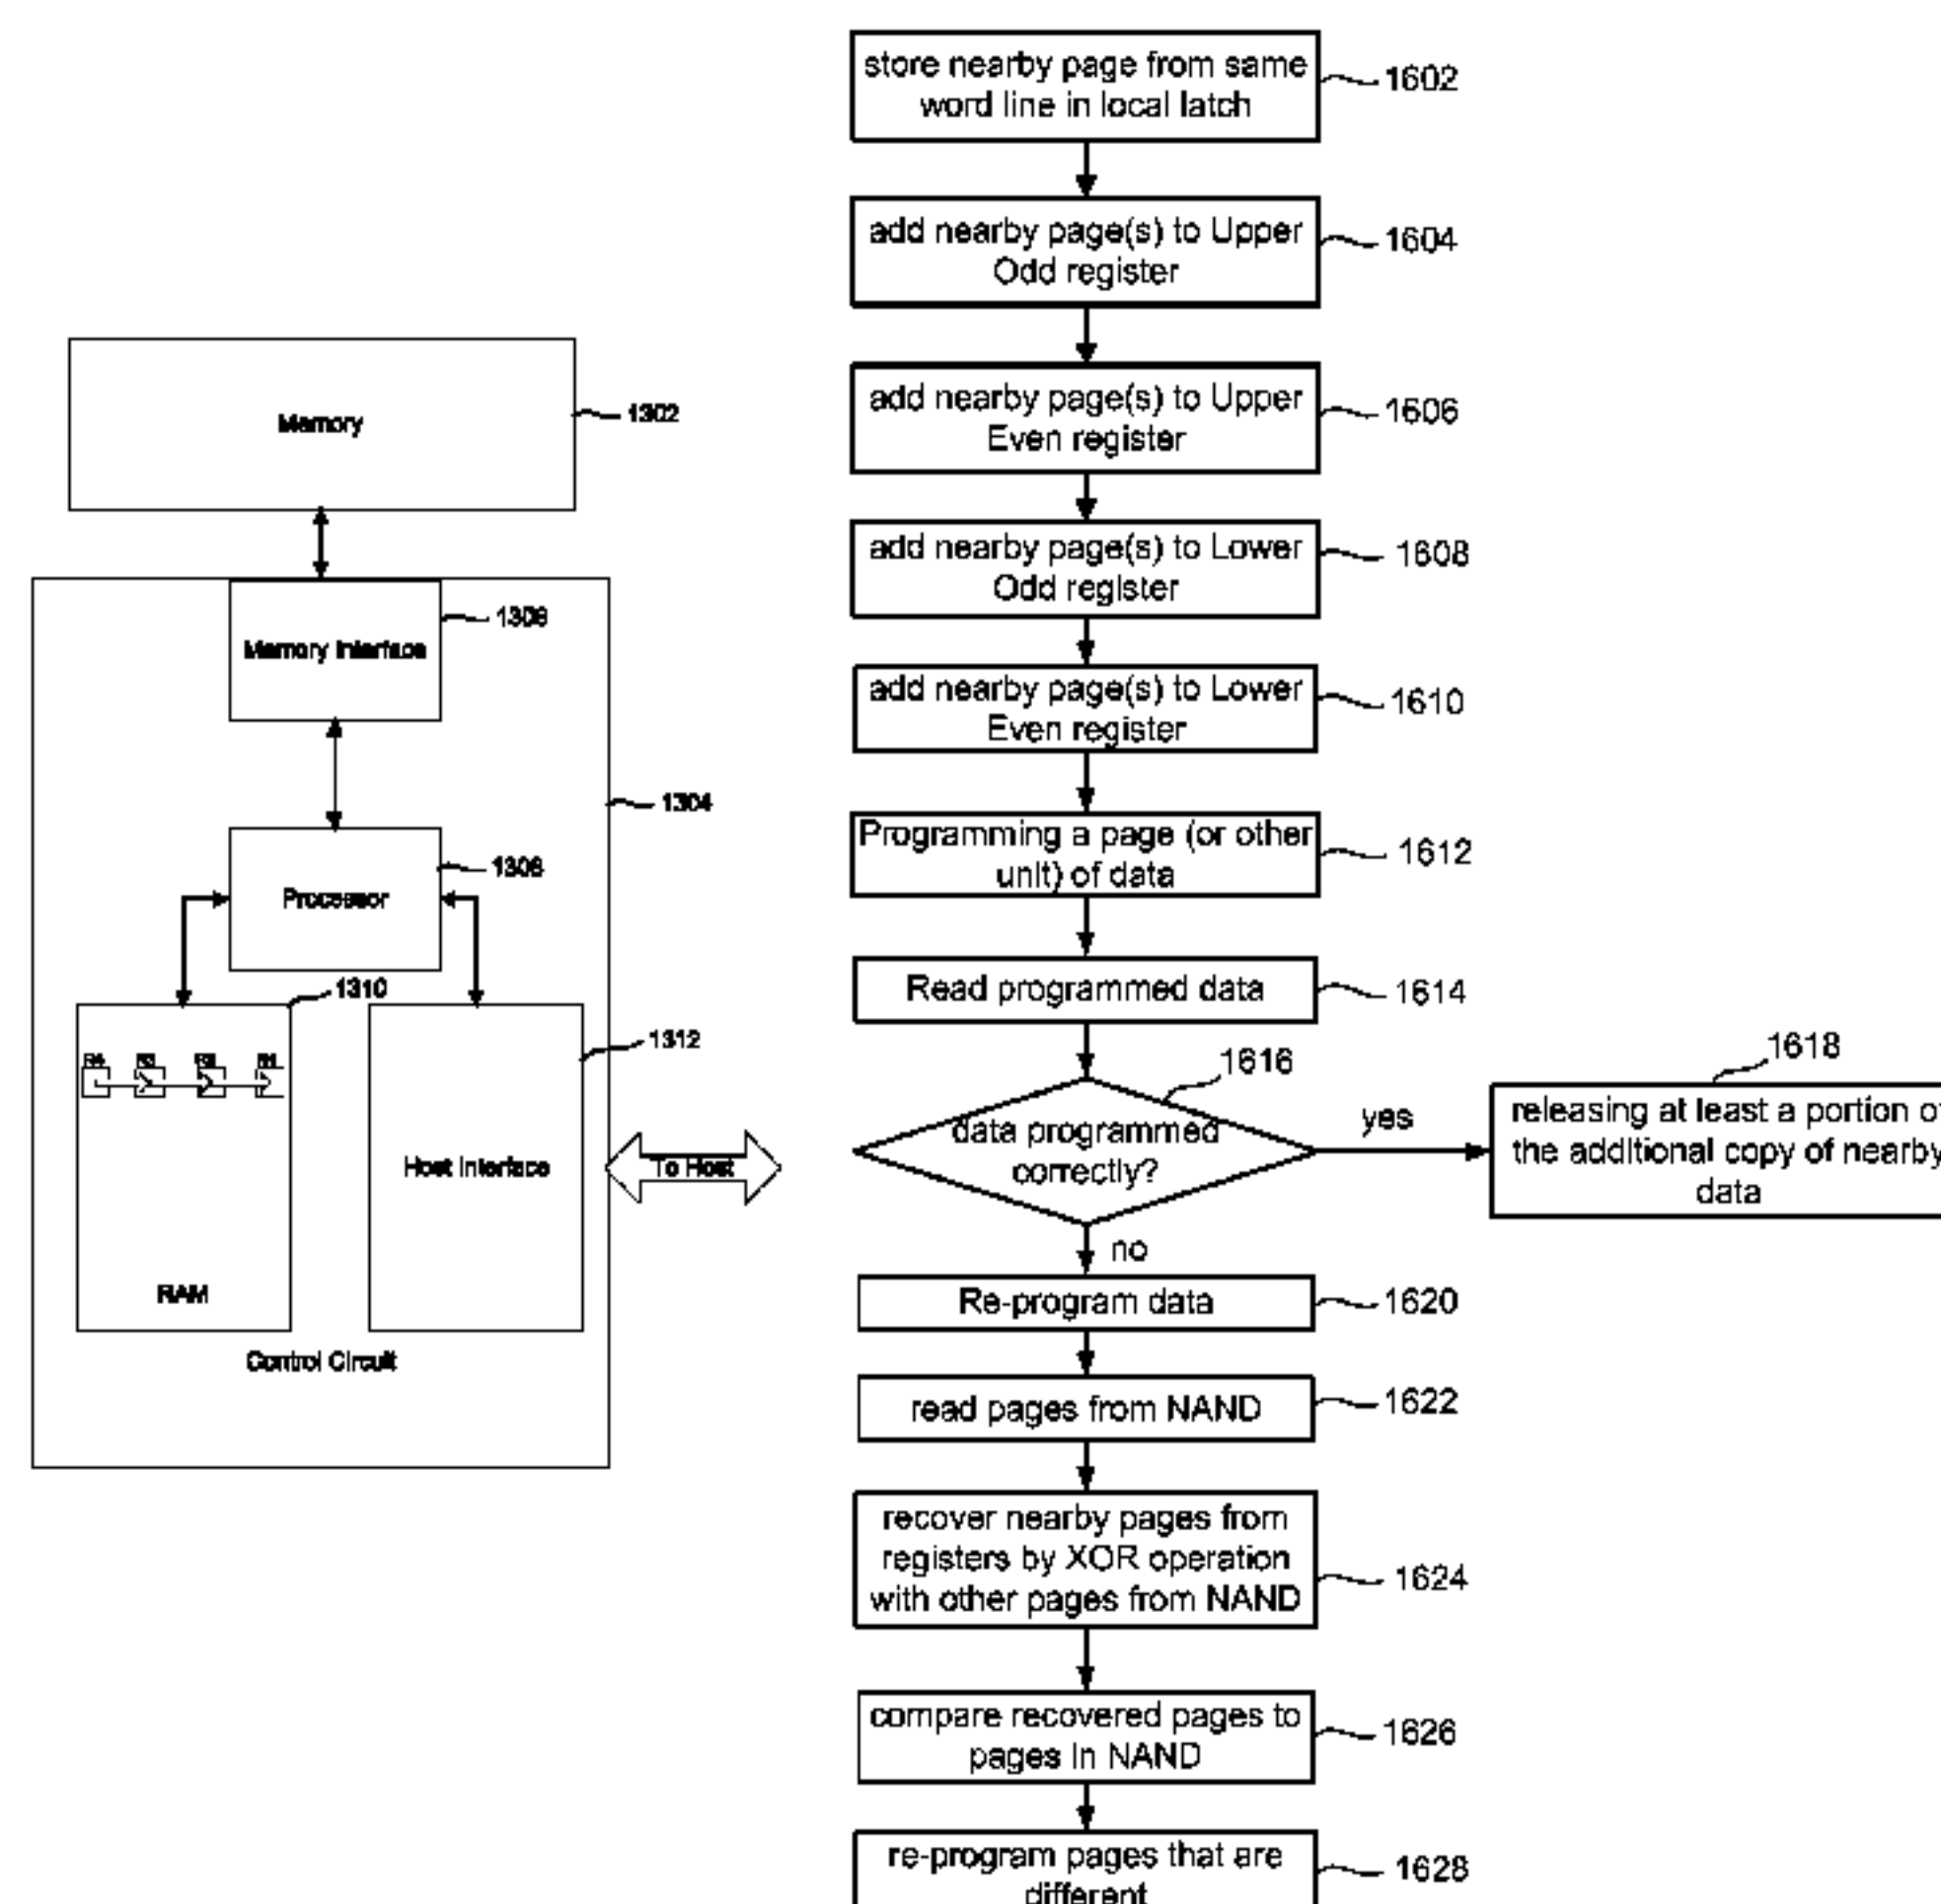 Memory
1302
1306
Memory Interface
1304
1308
Processor
1310
1312
Host Interface
To Host
RAM
Control Circuit
store nearby page from same
word line in local latch
1602
add nearby page(s) to Upper
Odd register
1604
add nearby page(s) to Upper
Even register
1606
add nearby page(s) to Lower
Odd register
1608
add nearby page(s) to Lower
Even register
1610
Programming a page (or other
unit) of data
1612
Read programmed data
1614
1616
data programmed
correctly?
yes
1618
releasing at least a portion of
the additional copy of nearby
data
no
Re-program data
1620
read pages from NAND
1622
recover nearby pages from
registers by XOR operation
with other pages from NAND
1624
compare recovered pages to
pages in NAND
1626
re-program pages that are
different
1628